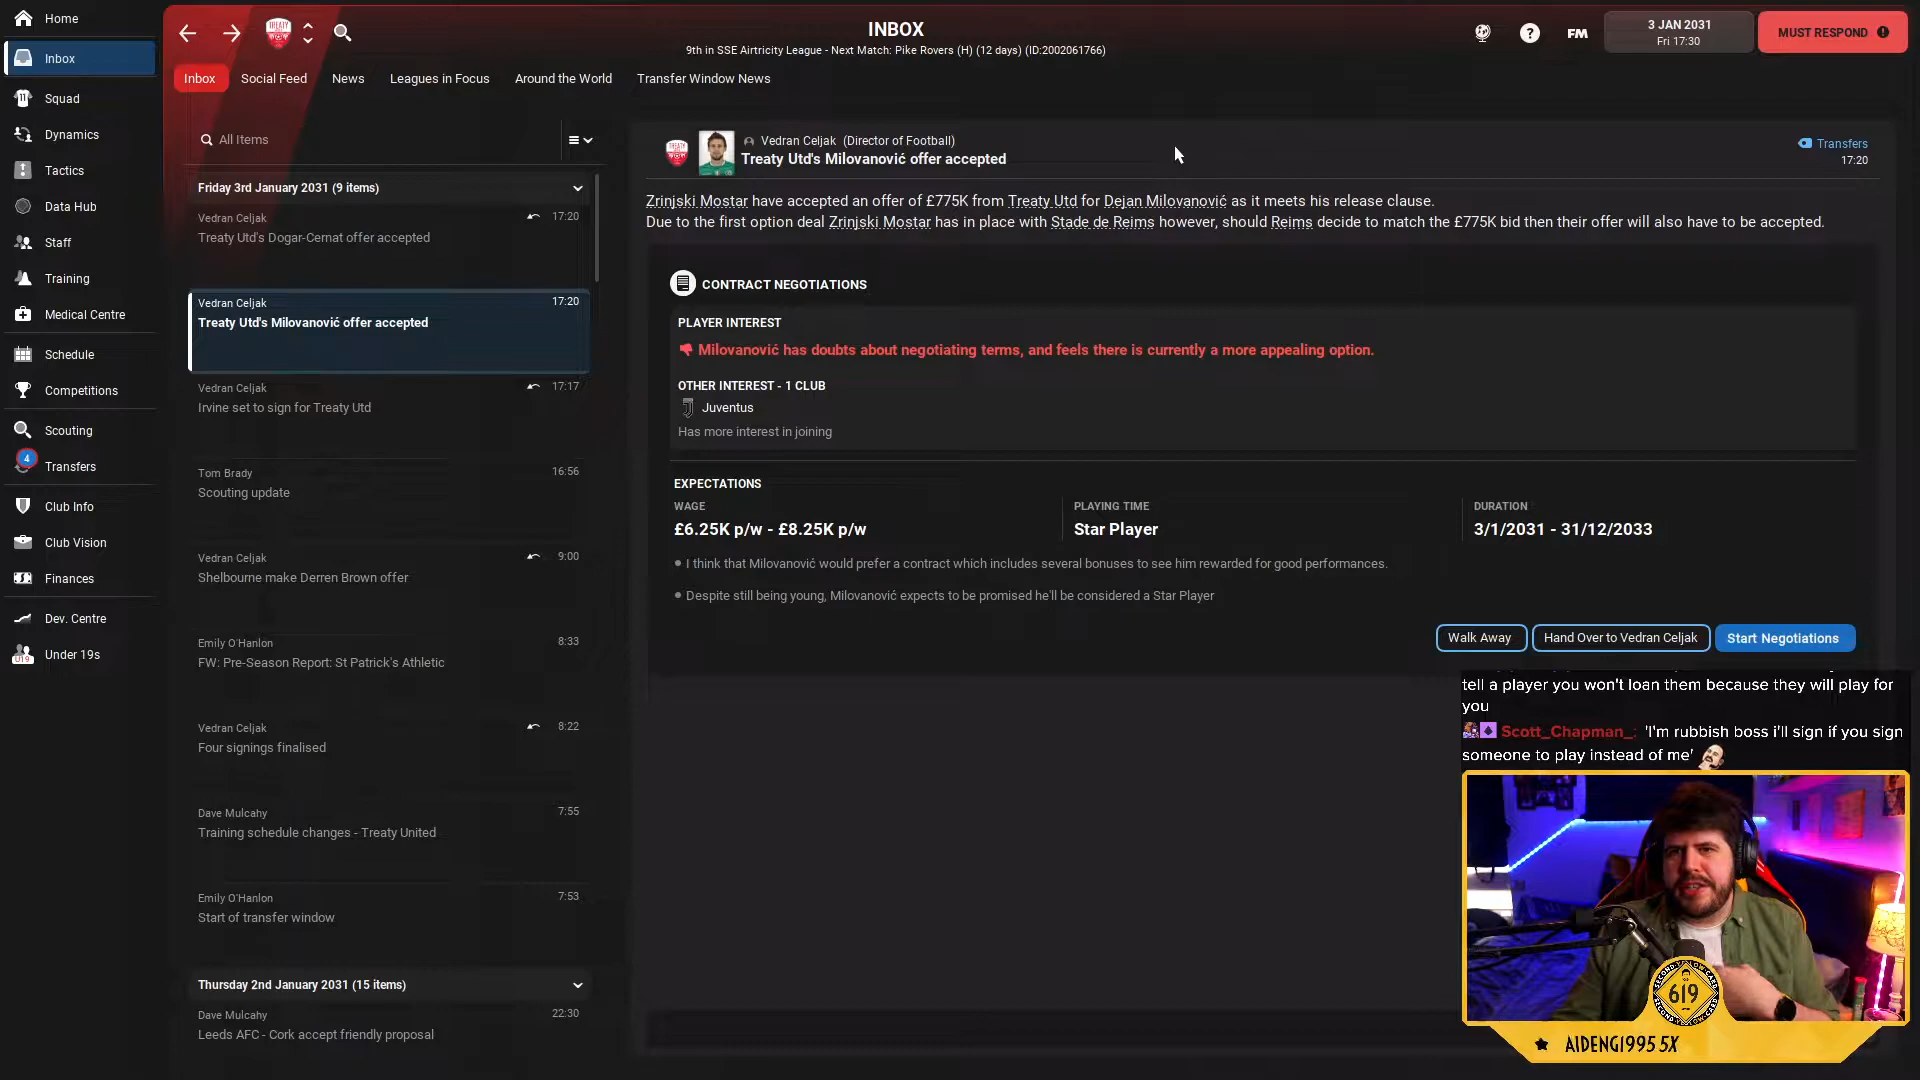 Home
Inbox
Squad
Dynamics
Tactics
Data Hub
Staff
Training
Medical Centre
Schedule
Competitions
Scouting
4
Transfers
Club Info
Club Vision
Finances
Dev. Centre
U19
Under 19s
TREATY
INBOX
9th in SSE Airtricity League - Next Match: Pike Rovers (H) (12 days) (ID:2002061766)
FM
3 JAN 2031
Fri 17:30
MUST RESPOND
Inbox
Social Feed
News
Leagues in Focus
Around the World
Transfer Window News
All Items
Friday 3rd January 2031 (9 items)
Vedran Celjak
17:20
Treaty Utd's Dogar-Cernat offer accepted
Vedran Celjak
17:20
Treaty Utd's Milovanović offer accepted
Vedran Celjak
17:17
Irvine set to sign for Treaty Utd
Tom Brady
16:56
Scouting update
Vedran Celjak
9:00
Shelbourne make Derren Brown offer
Emily O'Hanlon
8:33
FW: Pre-Season Report: St Patrick's Athletic
Vedran Celjak
8:22
Four signings finalised
Dave Mulcahy
7:55
Training schedule changes - Treaty United
Emily O'Hanlon
7:53
Start of transfer window
Thursday 2nd January 2031 (15 items)
Dave Mulcahy
22:30
Leeds AFC - Cork accept friendly proposal
TREATY
Vedran Celjak (Director of Football)
Treaty Utd's Milovanović offer accepted
Transfers
17:20
Zrinjski Mostar have accepted an offer of £775K from Treaty Utd for Dejan Milovanović as it meets his release clause.
Due to the first option deal Zrinjski Mostar has in place with Stade de Reims however, should Reims decide to match the £775K bid then their offer will also have to be accepted.
CONTRACT NEGOTIATIONS
PLAYER INTEREST
Milovanović has doubts about negotiating terms, and feels there is currently a more appealing option.
OTHER INTEREST - 1 CLUB
Juventus
Has more interest in joining
EXPECTATIONS
WAGE
£6.25K p/w - £8.25K p/w
PLAYING TIME
Star Player
DURATION
3/1/2031 - 31/12/2033
I think that Milovanović would prefer a contract which includes several bonuses to see him rewarded for good performances.
Despite still being young, Milovanović expects to be promised he'll be considered a Star Player
Walk Away
Hand Over to Vedran Celjak
Start Negotiations
tell a player you won't loan them because they will play for
you
Scott_Chapman_: 'I'm rubbish boss i'll sign if you sign
someone to play instead of me'
SECOND YELLOW CARD
619
SECOND YELLOW CARD
AIDENG1995 5X